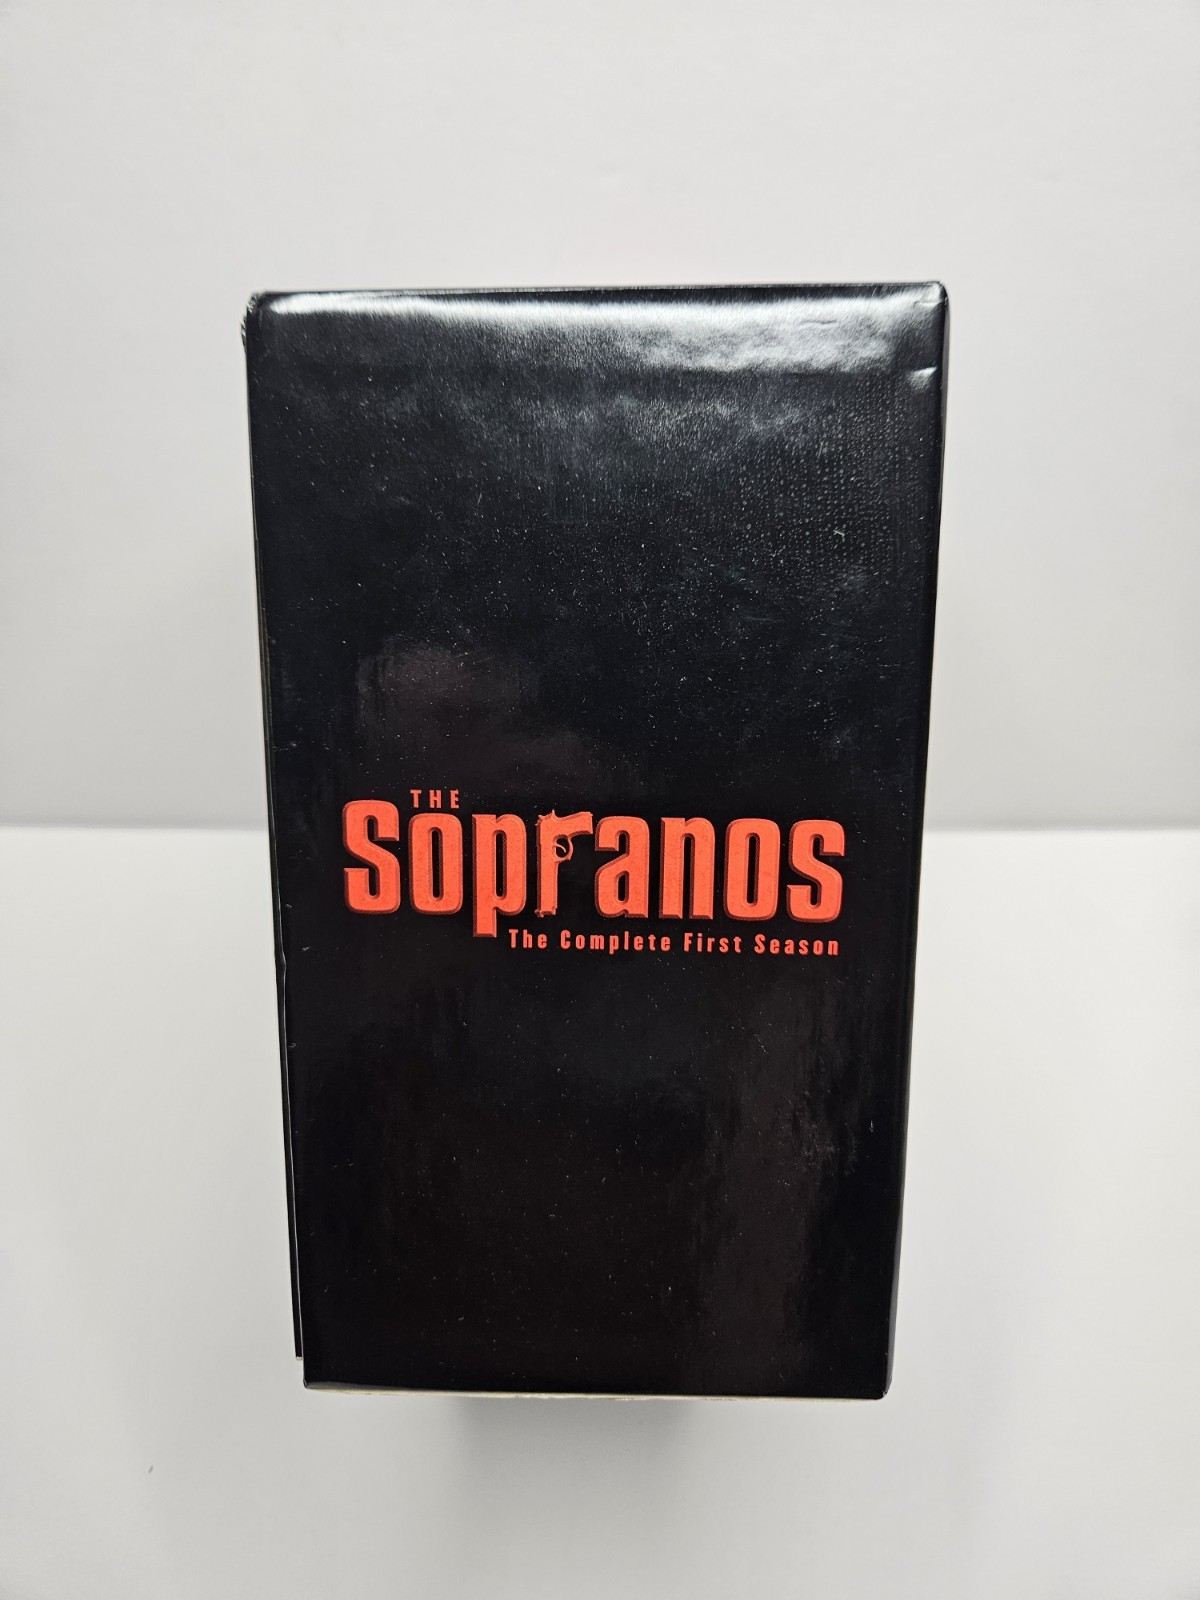 THE
Sopranos
The Complete First Season